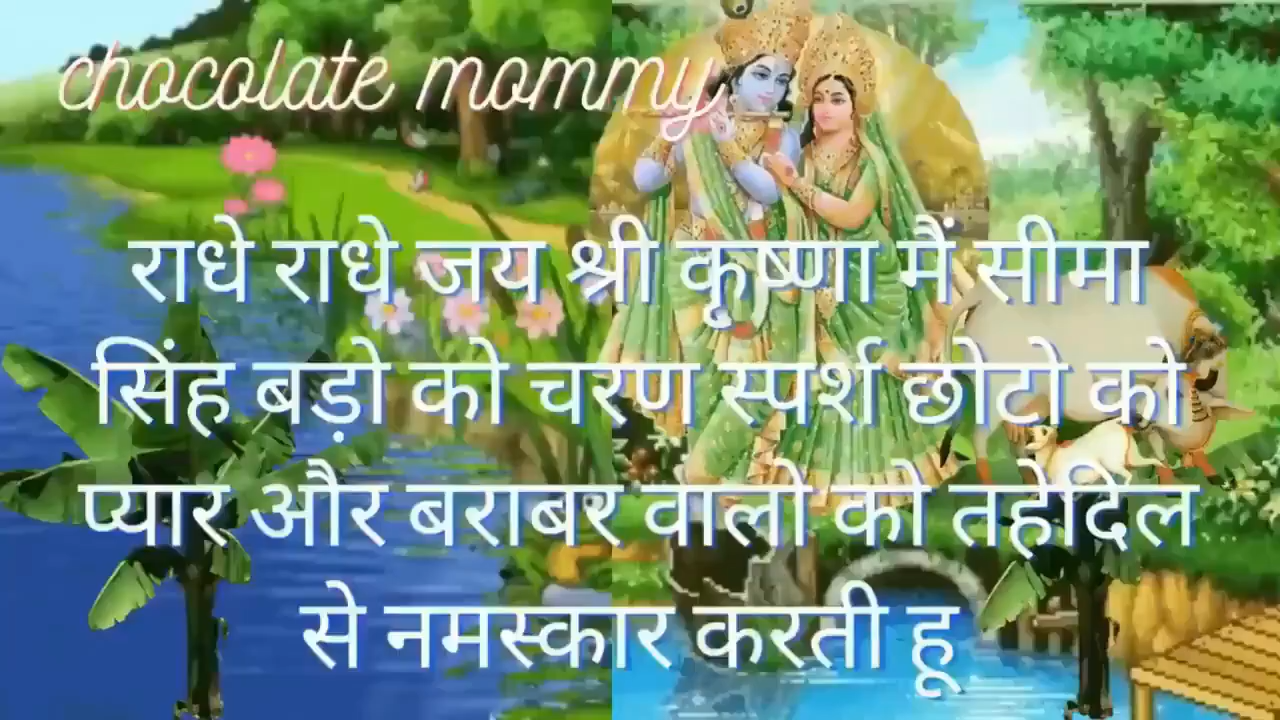 chocolate mommy
राधे राधे जय श्री कृष्णा मैं सीमा
सिंह बड़ो को चरण स्पर्श छोटो को
प्यार और बराबर वालो को तहेदिल
से नमस्कार करती हू